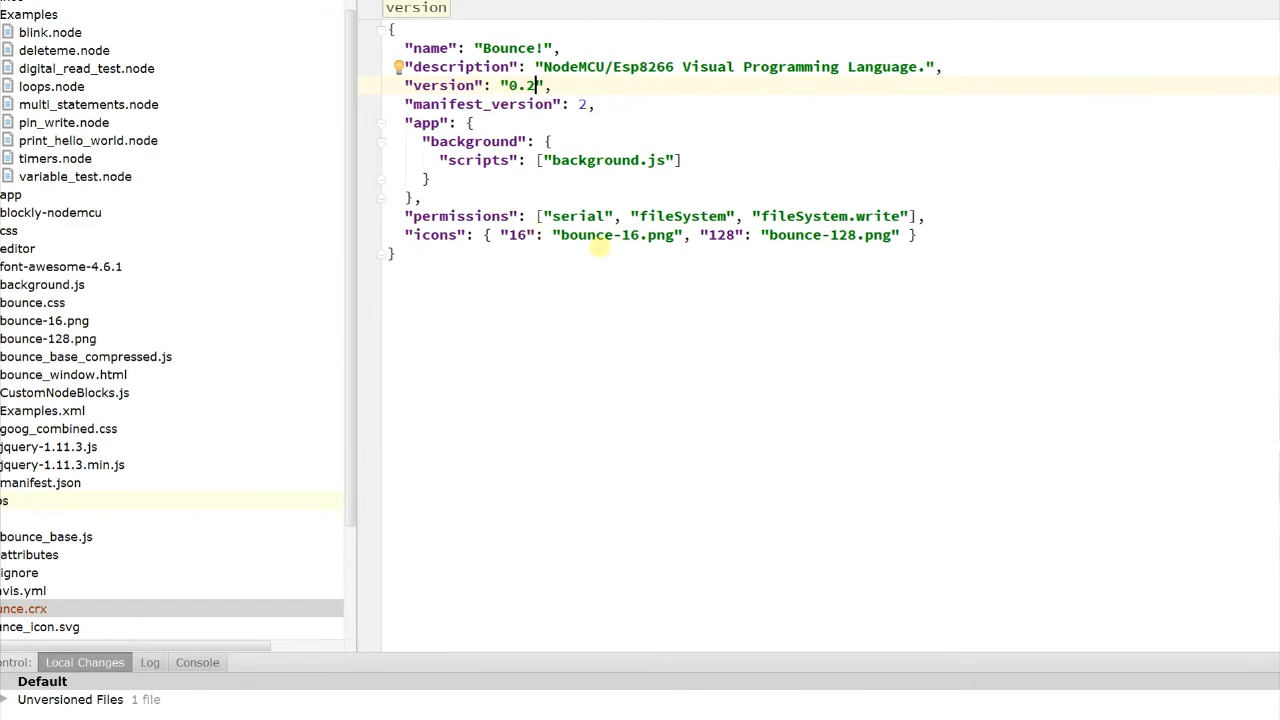 Examples
blink.node
deleteme.node
digital_read_test.node
loops.node
multi_statements.node
pin_write.node
print_hello_world.node
timers.node
variable_test.node
app
blockly-nodemcu
css
editor
font-awesome-4.6.1
background.js
bounce.css
bounce-16.png
bounce-128.png
bounce_base_compressed.js
bounce_window.html
CustomNodeBlocks.js
Examples.xml
goog_combined.css
jquery-1.11.3.js
jquery-1.11.3.min.js
manifest.json
ps
bounce_base.js
attributes
ignore
avis.yml
unce.crx
unce_icon.svg
version
{
"name": "Bounce!",
"description": "NodeMCU/Esp8266 Visual Programming Language.",
"version": "0.2",
"manifest_version": 2,
"app": {
"background": {
"scripts": ["background.js"]
}
},
"permissions": ["serial", "fileSystem", "fileSystem.write"],
"icons": { "16": "bounce-16.png", "128": "bounce-128.png" }
}
ontrol: Local Changes Log Console
Default
Unversioned Files 1 file